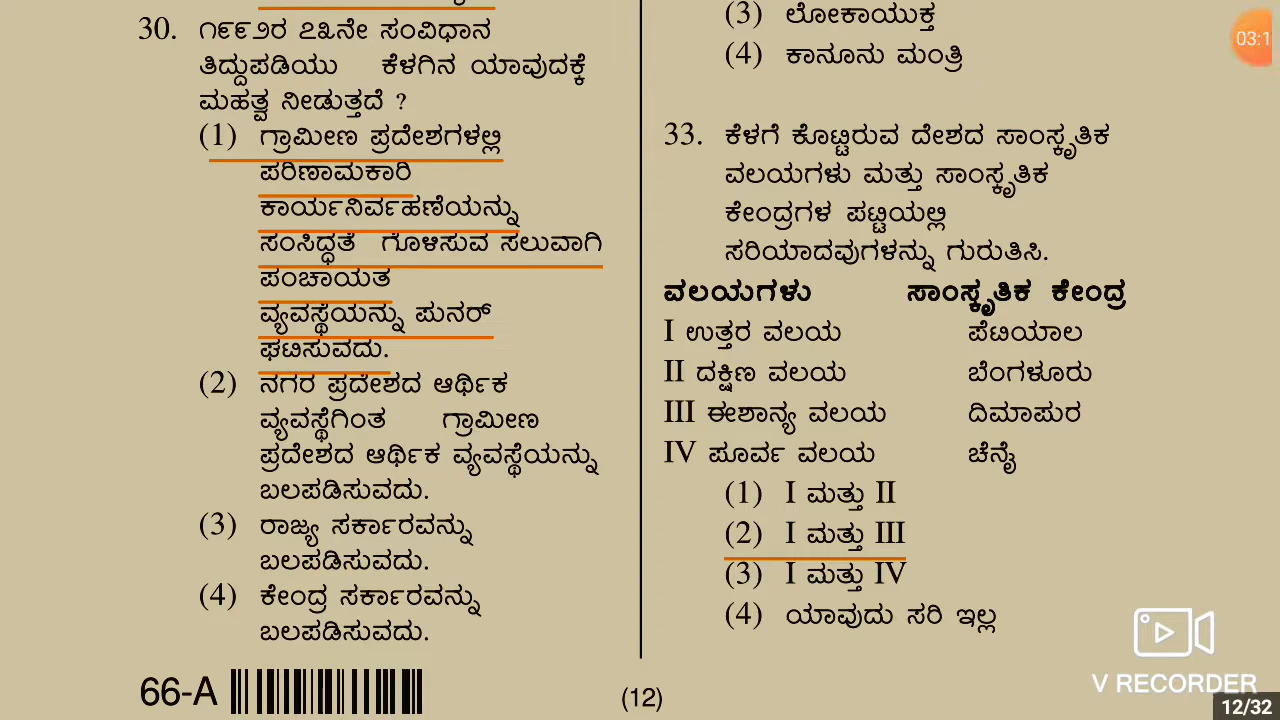 30. ೧೯೯೨ರ ೭೩ನೇ ಸಂವಿಧಾನ
ತಿದ್ದುಪಡಿಯು ಕೆಳಗಿನ ಯಾವುದಕ್ಕೆ
ಮಹತ್ವ ನೀಡುತ್ತದೆ ?
(1) ಗ್ರಾಮೀಣ ಪ್ರದೇಶಗಳಲ್ಲಿ
ಪರಿಣಾಮಕಾರಿ
ಕಾರ್ಯನಿರ್ವಹಣೆಯನ್ನು
ಸಂಸಿದ್ಧತೆ ಗೊಳಿಸುವ ಸಲುವಾಗಿ
ಪಂಚಾಯತ
ವ್ಯವಸ್ಥೆಯನ್ನು ಪುನರ್
ಘಟಿಸುವದು.
(2) ನಗರ ಪ್ರದೇಶದ ಆರ್ಥಿಕ
ವ್ಯವಸ್ಥೆಗಿಂತ ಗ್ರಾಮೀಣ
ಪ್ರದೇಶದ ಆರ್ಥಿಕ ವ್ಯವಸ್ಥೆಯನ್ನು
ಬಲಪಡಿಸುವದು.
(3) ರಾಜ್ಯ ಸರ್ಕಾರವನ್ನು
ಬಲಪಡಿಸುವದು.
(4) ಕೇಂದ್ರ ಸರ್ಕಾರವನ್ನು
ಬಲಪಡಿಸುವದು.
66-A
(3) ಲೋಕಾಯುಕ್ತ
(4) ಕಾನೂನು ಮಂತ್ರಿ
33. ಕೆಳಗೆ ಕೊಟ್ಟಿರುವ ದೇಶದ ಸಾಂಸ್ಕೃತಿಕ
ವಲಯಗಳು ಮತ್ತು ಸಾಂಸ್ಕೃತಿಕ
ಕೇಂದ್ರಗಳ ಪಟ್ಟಿಯಲ್ಲಿ
ಸರಿಯಾದವುಗಳನ್ನು ಗುರುತಿಸಿ.
ವಲಯಗಳು ಸಾಂಸ್ಕೃತಿಕ ಕೇಂದ್ರ
I ಉತ್ತರ ವಲಯ ಪೆಟಿಯಾಲ
II ದಕ್ಷಿಣ ವಲಯ ಬೆಂಗಳೂರು
III ಈಶಾನ್ಯ ವಲಯ ದಿಮಾಪುರ
IV ಪೂರ್ವ ವಲಯ ಚೆನೈ
(1) I ಮತ್ತು II
(2) I ಮತ್ತು III
(3) I ಮತ್ತು IV
(4) ಯಾವುದು ಸರಿ ಇಲ್ಲ
(12)
03:1
V RECORDER
12/32